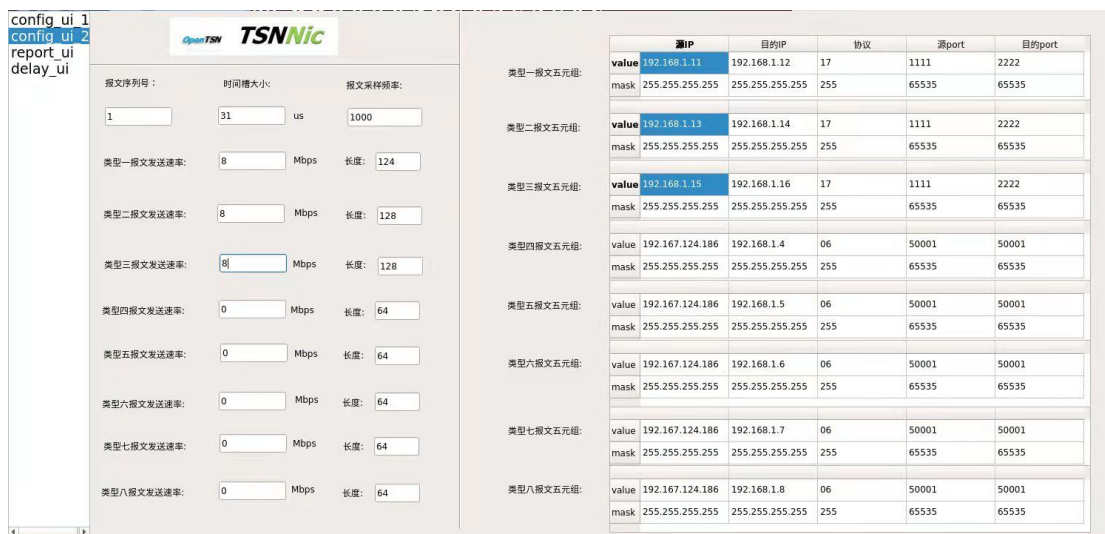 config_ui_1
config_ui_2
report_ui
delay_ui
OpenTSN TSNNic
报文序列号： 时间槽大小: 报文采样频率:
1 31 us 1000
类型一报文发送速率: 8 Mbps 长度: 124
类型二报文发送速率: 8 Mbps 长度: 128
类型三报文发送速率: 8 Mbps 长度: 128
类型四报文发送速率: 0 Mbps 长度: 64
类型五报文发送速率: 0 Mbps 长度: 64
类型六报文发送速率: 0 Mbps 长度: 64
类型七报文发送速率: 0 Mbps 长度: 64
类型八报文发送速率: 0 Mbps 长度: 64
源IP 目的IP 协议 源port 目的port
类型一报文五元组:
value 192.168.1.11 192.168.1.12 17 1111 2222
mask 255.255.255.255 255.255.255.255 255 65535 65535
类型二报文五元组:
value 192.168.1.13 192.168.1.14 17 1111 2222
mask 255.255.255.255 255.255.255.255 255 65535 65535
类型三报文五元组:
value 192.168.1.15 192.168.1.16 17 1111 2222
mask 255.255.255.255 255.255.255.255 255 65535 65535
类型四报文五元组:
value 192.167.124.186 192.168.1.4 06 50001 50001
mask 255.255.255.255 255.255.255.255 255 65535 65535
类型五报文五元组:
value 192.167.124.186 192.168.1.5 06 50001 50001
mask 255.255.255.255 255.255.255.255 255 65535 65535
类型六报文五元组:
value 192.167.124.186 192.168.1.6 06 50001 50001
mask 255.255.255.255 255.255.255.255 255 65535 65535
类型七报文五元组:
value 192.167.124.186 192.168.1.7 06 50001 50001
mask 255.255.255.255 255.255.255.255 255 65535 65535
类型八报文五元组:
value 192.167.124.186 192.168.1.8 06 50001 50001
mask 255.255.255.255 255.255.255.255 255 65535 65535